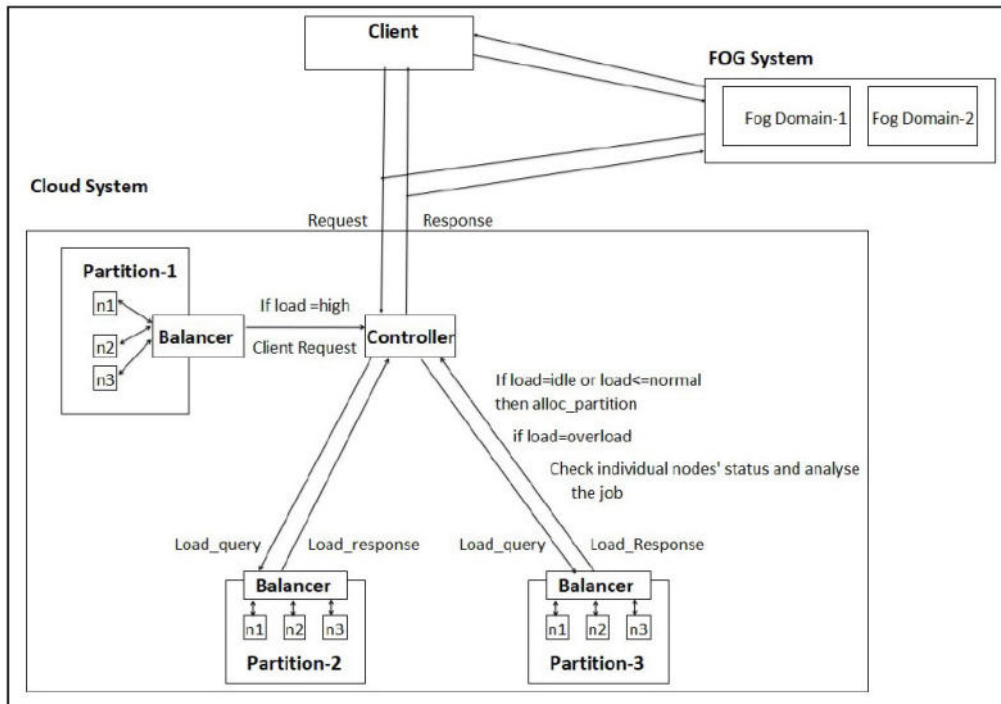 Client
FOG System
Fog Domain-1
Fog Domain-2
Cloud System
Request
Response
Partition-1
n1
n2
n3
Balancer
If load =high
Client Request
Controller
If load=idle or load<=normal
then alloc_partition
if load=overload
Check individual nodes' status and analyse
the job
Load_query
Load_response
Load_query
Load_Response
Balancer
n1
n2
n3
Partition-2
Balancer
n1
n2
n3
Partition-3